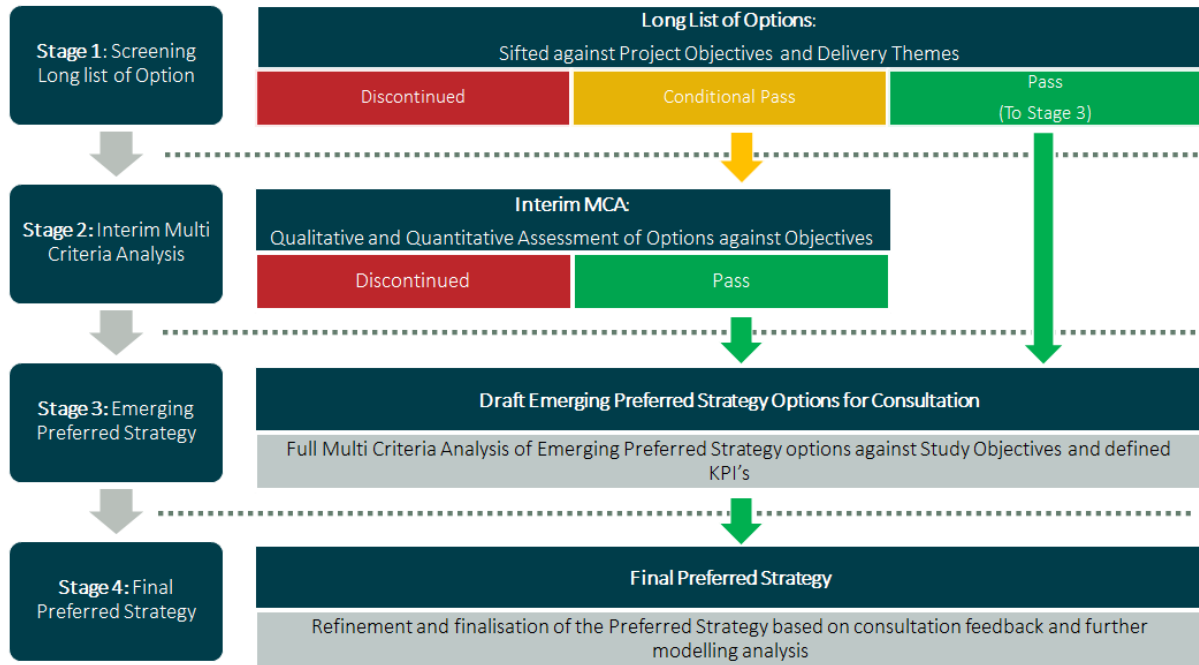 Stage 1: Screening
Long list of Option
Long List of Options:
Sifted against Project Objectives and Delivery Themes
Discontinued
Conditional Pass
Pass
(To Stage 3)
Stage 2: Interim Multi
Criteria Analysis
Interim MCA:
Qualitative and Quantitative Assessment of Options against Objectives
Discontinued
Pass
Stage 3: Emerging
Preferred Strategy
Draft Emerging Preferred Strategy Options for Consultation
Full Multi Criteria Analysis of Emerging Preferred Strategy options against Study Objectives and defined
KPI's
Stage 4: Final
Preferred Strategy
Final Preferred Strategy
Refinement and finalisation of the Preferred Strategy based on consultation feedback and further
modelling analysis